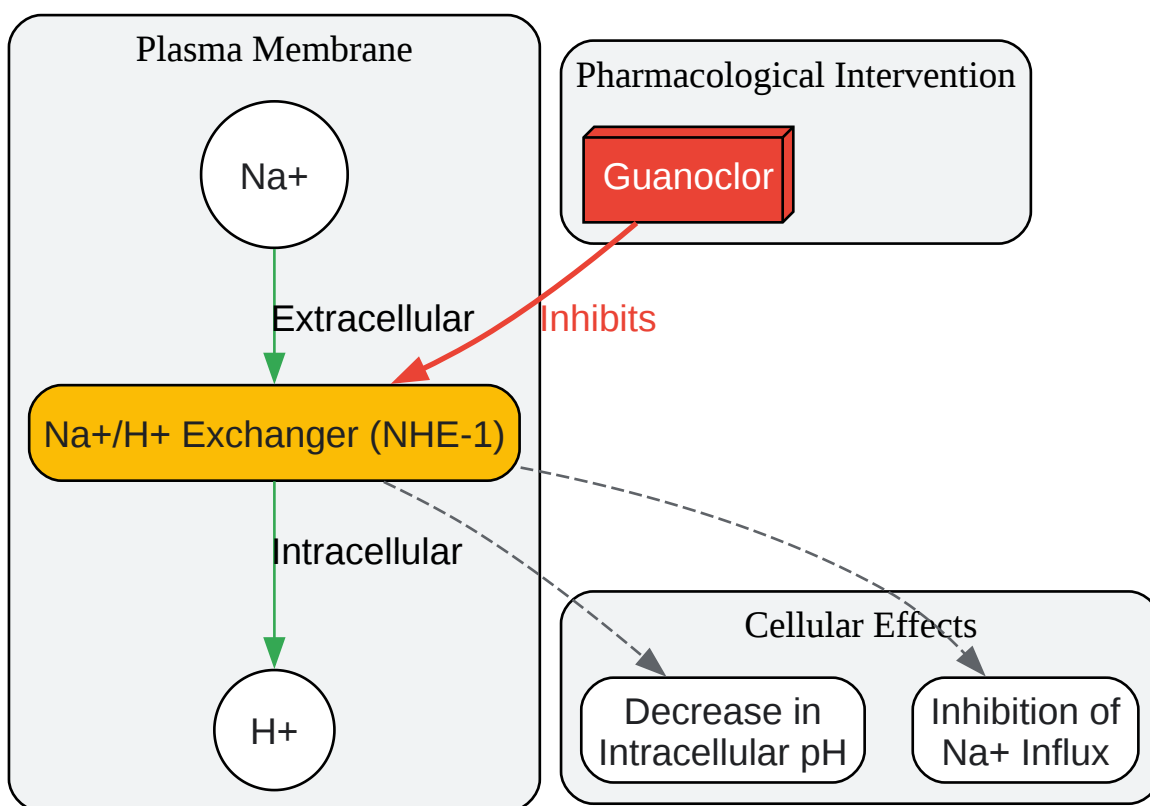 Plasma Membrane
Pharmacological Intervention
Na+
Guanoclor
Extracellular
Inhibits
Na+/H+ Exchanger (NHE-1)
Intracellular
Cellular Effects
Decrease in
Intracellular pH
Inhibition of
Na+ Influx
H+